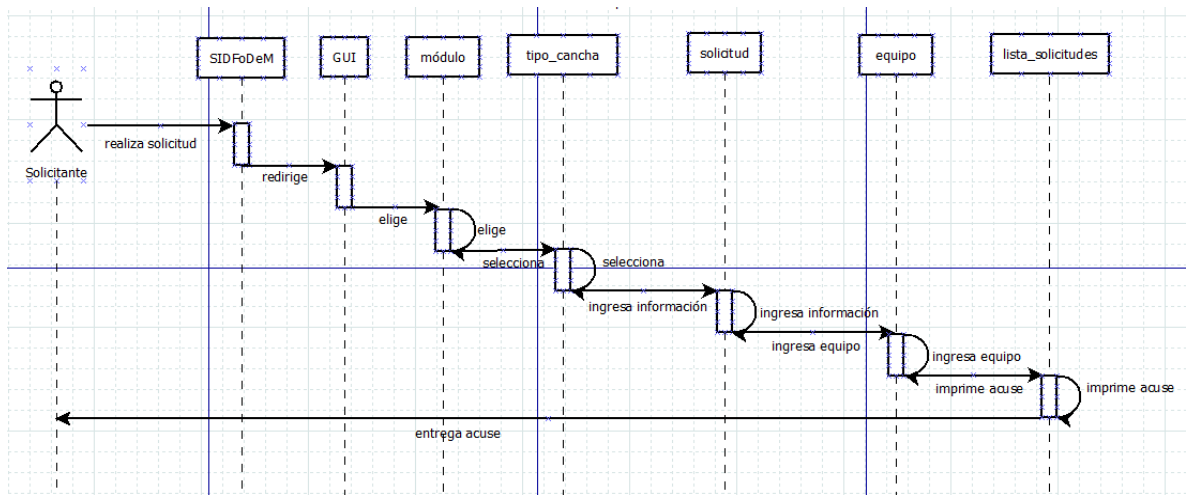 SIDFoDeM
GUI
módulo
tipo_cancha
solicitud
equipo
lista_solicitudes
Solicitante
realiza solicitud
redirige
elige
elige
selecciona
selecciona
ingresa información
ingresa información
ingresa equipo
ingresa equipo
imprime acuse
imprime acuse
entrega acuse